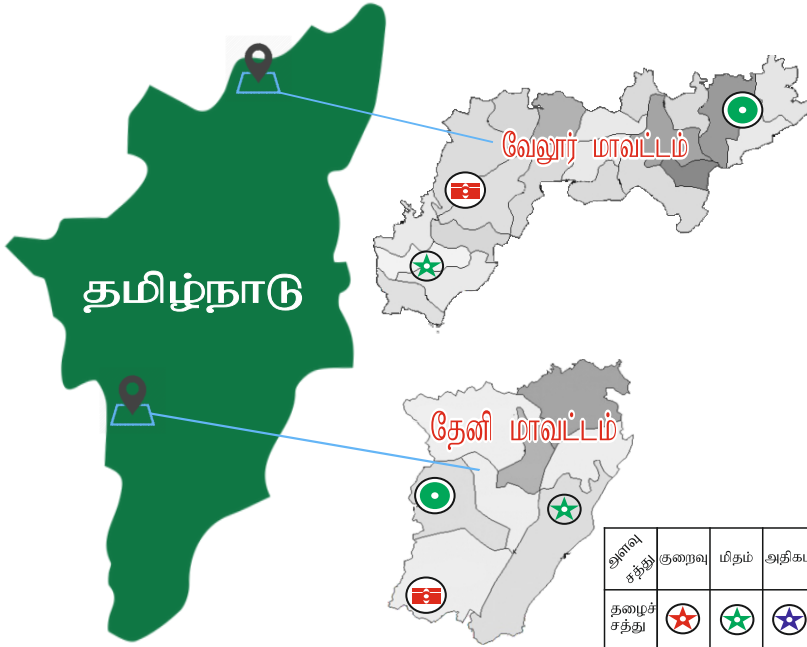 வேலூர் மாவட்டம்
தமிழ்நாடு
தேனி மாவட்டம்
அளவு
சத்து
குறைவு
மிதம்
தழைச்
சத்து